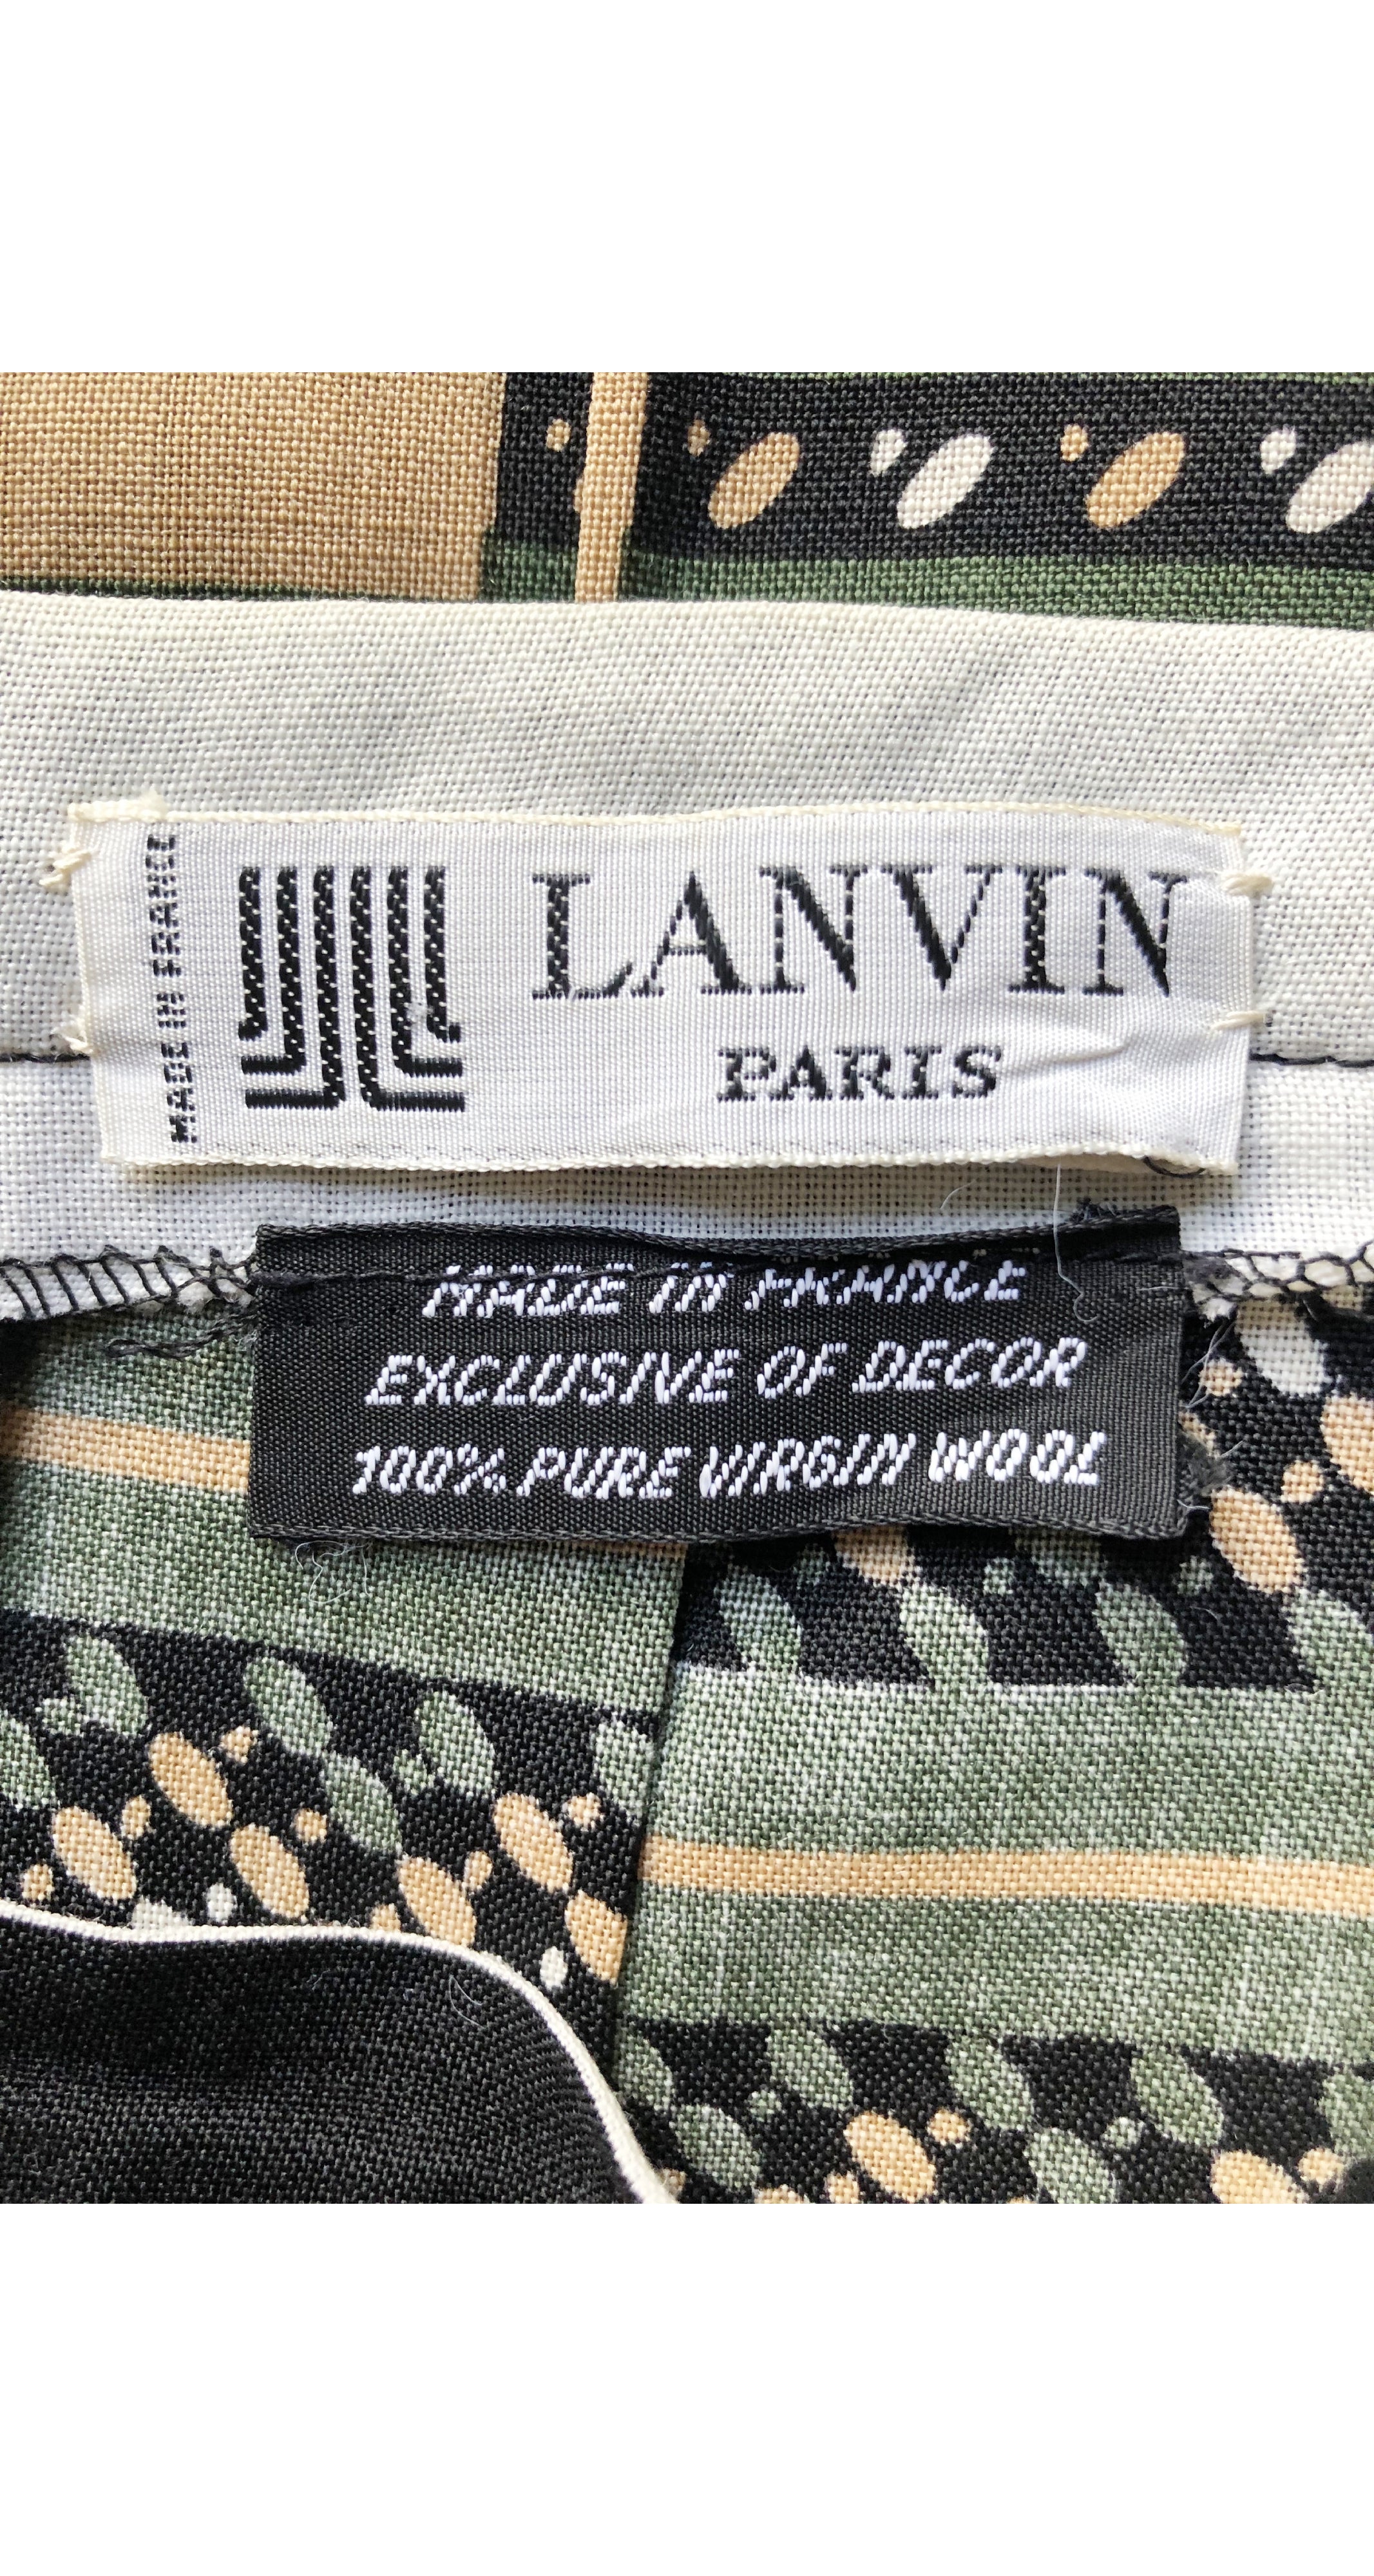 MADE IN FRANCE
LANVIN
PARIS
MADE IN FRANCE
EXCLUSIVE OF DECOR
100% PURE VIRGIN WOOL